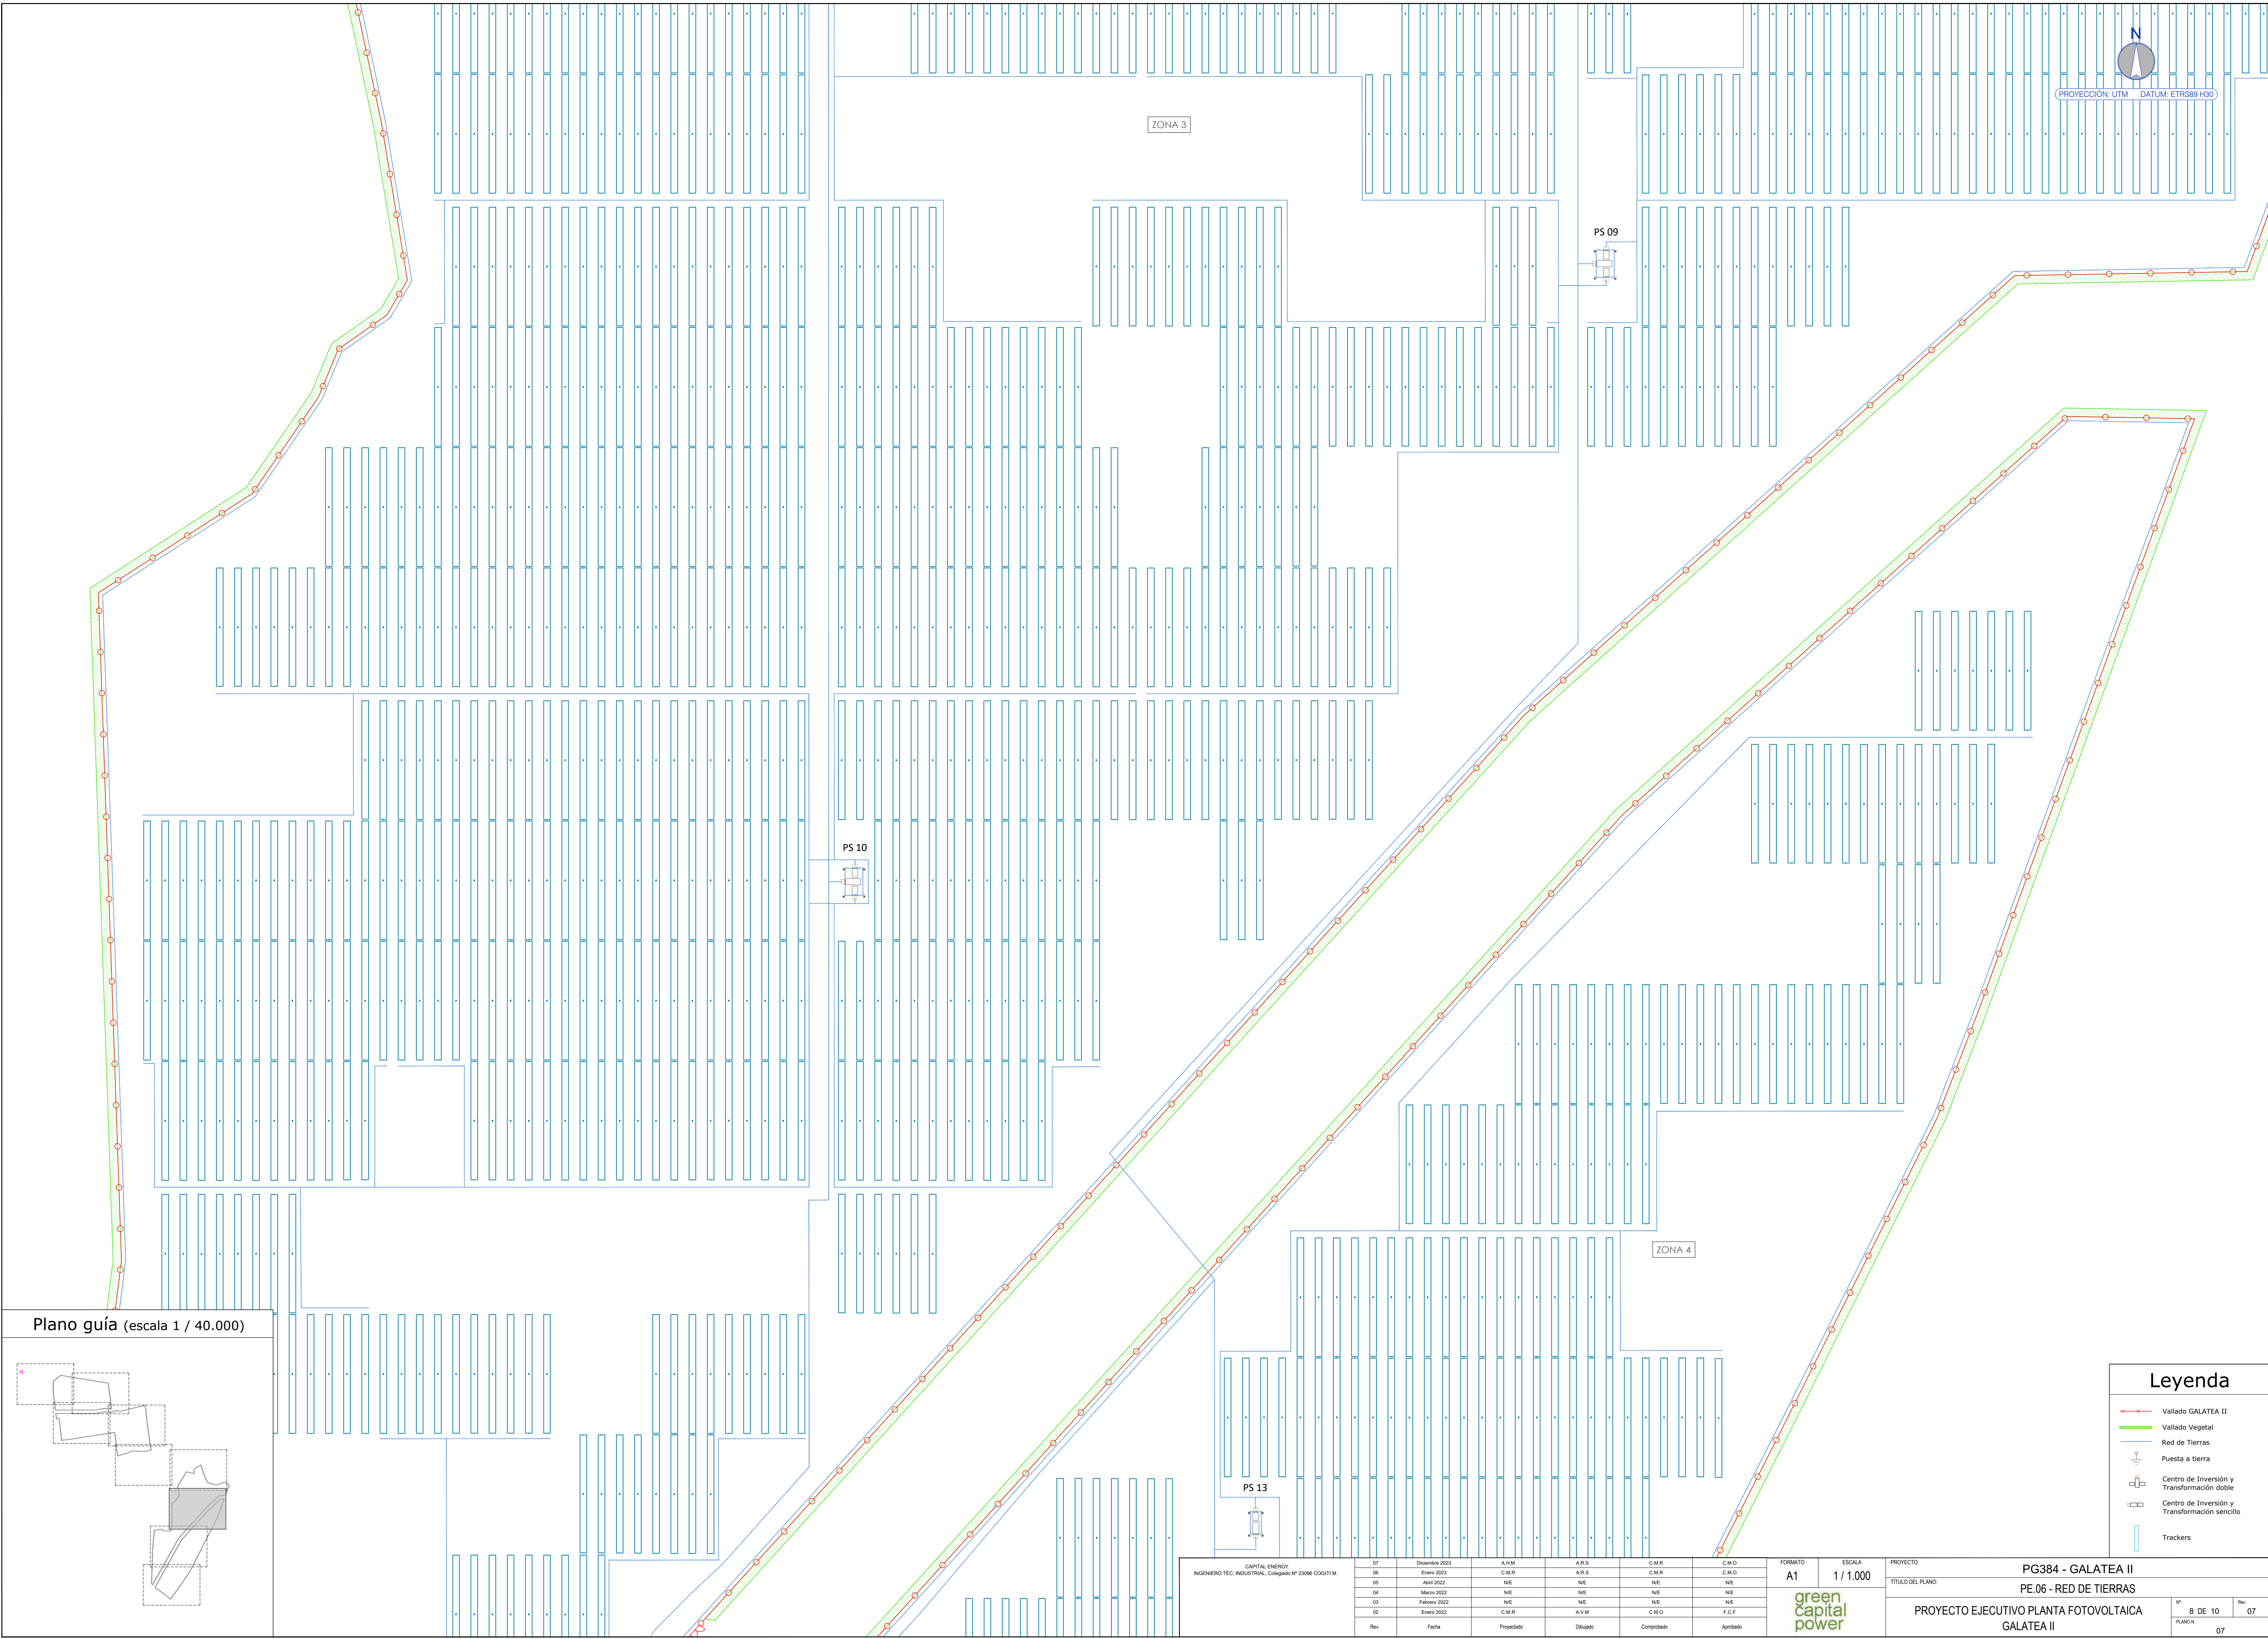 N
PROYECCIÓN: UTM DATUM: ETRS89 H30
ZONA 3
PS 09
PS 10
ZONA 4
PS 13
Plano guía (escala 1 / 40.000)
Leyenda
Vallado GALATEA II
Vallado Vegetal
Red de Tierras
Puesta a tierra
Centro de Inversión y
Transformación doble
Centro de Inversión y
Transformación sencillo
Trackers
CAPITAL ENERGY
INGENIERO TÉC. INDUSTRIAL, Colegiado Nº 23096 COGITI M.
07 Diciembre 2023 A.H.M A.R.S C.M.R C.M.O
06 Enero 2023 C.M.R A.R.S C.M.R C.M.O
05 Abril 2022 N/E N/E N/E N/E
04 Marzo 2022 N/E N/E N/E N/E
03 Febrero 2022 N/E N/E N/E N/E
02 Enero 2022 C.M.R A.V.M C.M.O F.C.F
Rev. Fecha Proyectado Dibujado Comprobado Aprobado
FORMATO
A1
ESCALA
1 / 1.000
green
capital
power
PROYECTO:
PG384 - GALATEA II
TÍTULO DEL PLANO:
PE.06 - RED DE TIERRAS
PROYECTO EJECUTIVO PLANTA FOTOVOLTAICA
GALATEA II
Nº:
8 DE 10
Rev.
07
PLANO N.
07